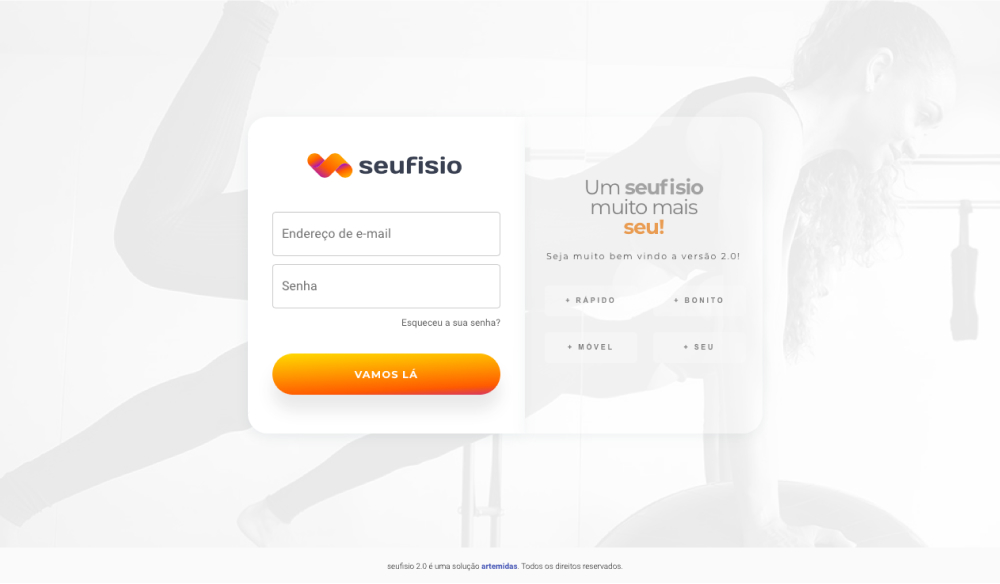 seufisio
Endereço de e-mail
Senha
Esqueceu a sua senha?
VAMOS LÁ
Um seufisio
muito mais
seu!
Seja muito bem vindo a versão 2.0!
+ RÁPIDO
+ BONITO
+ MÓVEL
+ SEU
seufisio 2.0 é uma solução artemidas. Todos os direitos reservados.